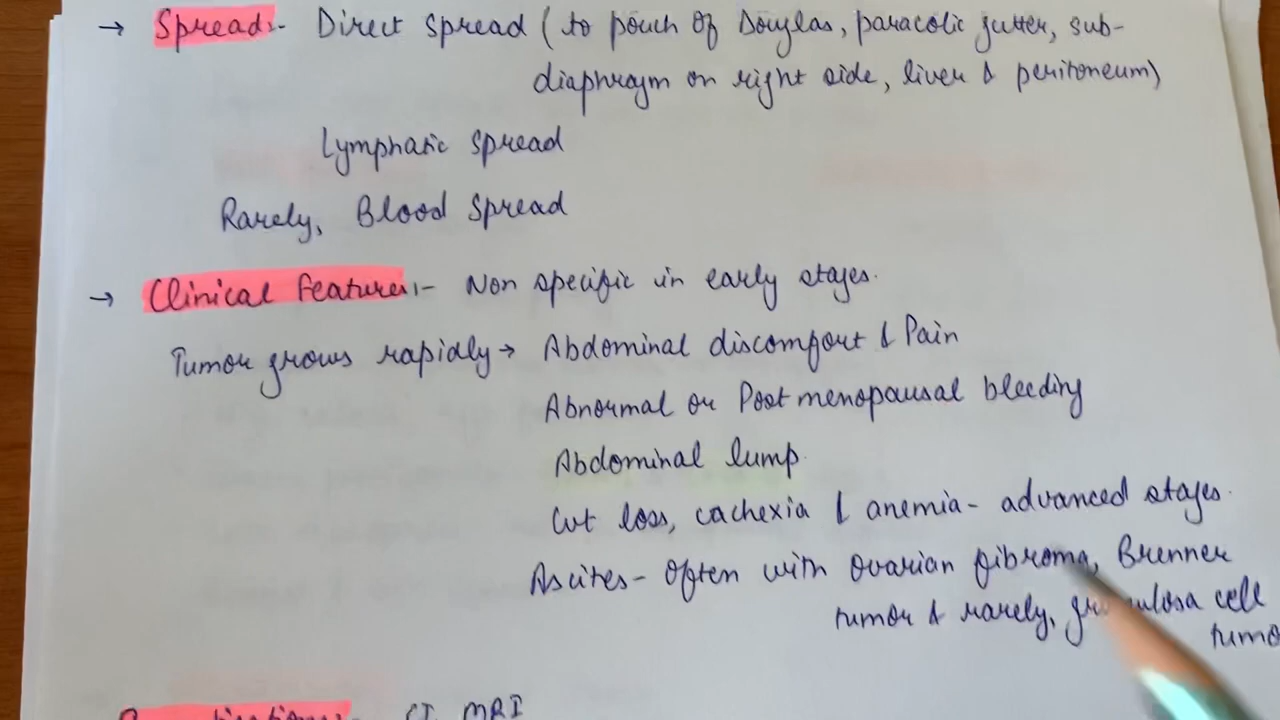 → Spread:- Direct spread ( to pouch of Douglas, paracolic gutter, sub-
diaphragm on right side, liver & peritoneum)
Lymphatic spread
Rarely, Blood spread
→ Clinical features:- Non specific in early stages.
Tumor grows rapidly → Abdominal discomfort & Pain
Abnormal or Postmenopausal bleeding
Abdominal lump.
Wt loss, cachexia & anemia - advanced stages.
Ascites - Often with Ovarian fibroma, Brenner
tumor & rarely, granulosa cell
CT, MRI